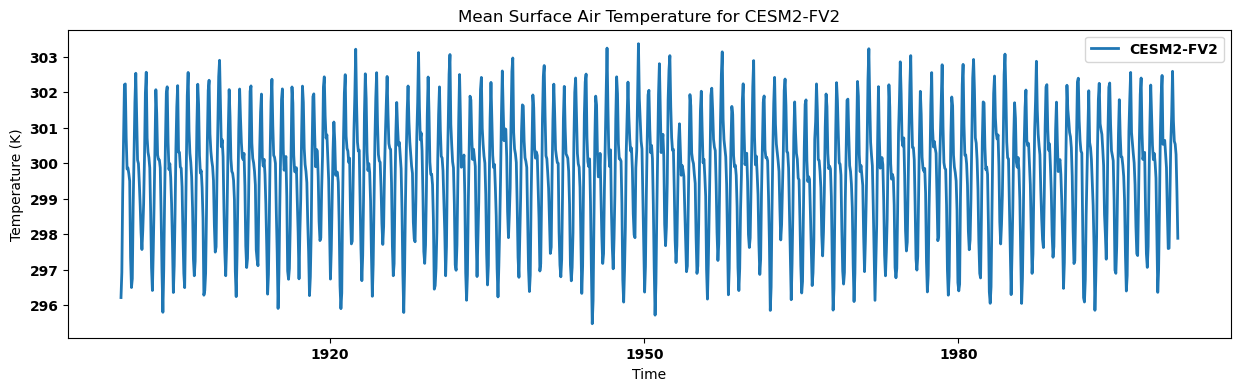 Mean Surface Air Temperature for CESM2-FV2
CESM2-FV2
Temperature (K)
303
302
301
300
299
298
297
296
1920
1950
1980
Time